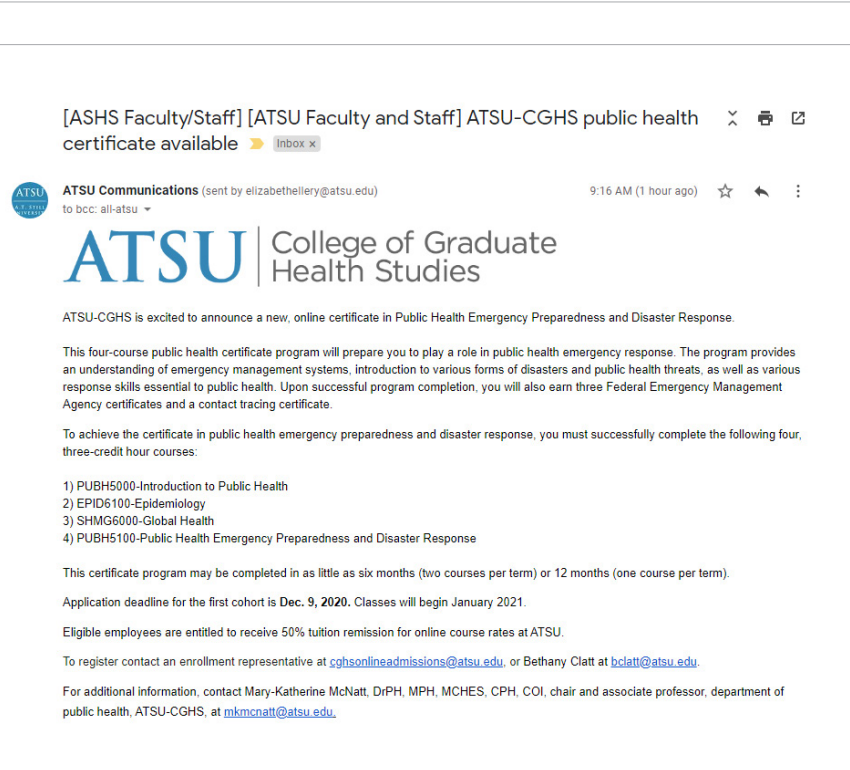 [ASHS Faculty/Staff] [ATSU Faculty and Staff] ATSU-CGHS public health
certificate available Inbox x
ATSU
A.T. STILL
UNIVERSITY
ATSU Communications (sent by elizabethellery@atsu.edu)
9:16 AM (1 hour ago)
to bcc: all-atsu
ATSU College of Graduate
Health Studies
ATSU-CGHS is excited to announce a new, online certificate in Public Health Emergency Preparedness and Disaster Response.
This four-course public health certificate program will prepare you to play a role in public health emergency response. The program provides
an understanding of emergency management systems, introduction to various forms of disasters and public health threats, as well as various
response skills essential to public health. Upon successful program completion, you will also earn three Federal Emergency Management
Agency certificates and a contact tracing certificate.
To achieve the certificate in public health emergency preparedness and disaster response, you must successfully complete the following four,
three-credit hour courses:
1) PUBH5000-Introduction to Public Health
2) EPID6100-Epidemiology
3) SHMG6000-Global Health
4) PUBH5100-Public Health Emergency Preparedness and Disaster Response
This certificate program may be completed in as little as six months (two courses per term) or 12 months (one course per term).
Application deadline for the first cohort is Dec. 9, 2020. Classes will begin January 2021.
Eligible employees are entitled to receive 50% tuition remission for online course rates at ATSU.
To register contact an enrollment representative at cghsonlineadmissions@atsu.edu, or Bethany Clatt at bclatt@atsu.edu.
For additional information, contact Mary-Katherine McNatt, DrPH, MPH, MCHES, CPH, COI, chair and associate professor, department of
public health, ATSU-CGHS, at mkmcnatt@atsu.edu.